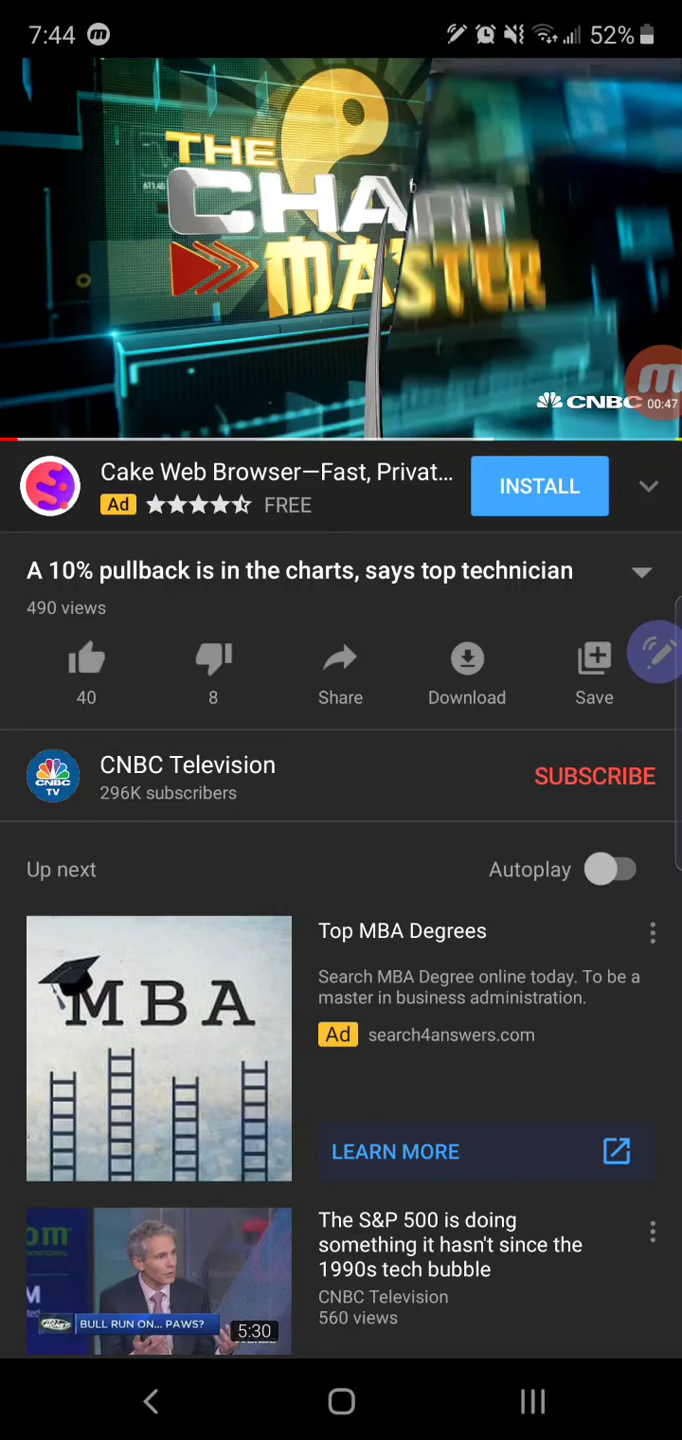 7:44
52%
THE
CHART
MASTER
CNBC
00:47
Cake Web Browser—Fast, Privat...
INSTALL
Ad
FREE
A 10% pullback is in the charts, says top technician
490 views
40
8
Share
Download
Save
CNBC Television
SUBSCRIBE
CNBC
TV
296K subscribers
Up next
Autoplay
MBA
Top MBA Degrees
Search MBA Degree online today. To be a
master in business administration.
Ad search4answers.com
LEARN MORE
BULL RUN ON... PAWS?
5:30
The S&P 500 is doing
something it hasn't since the
1990s tech bubble
CNBC Television
560 views